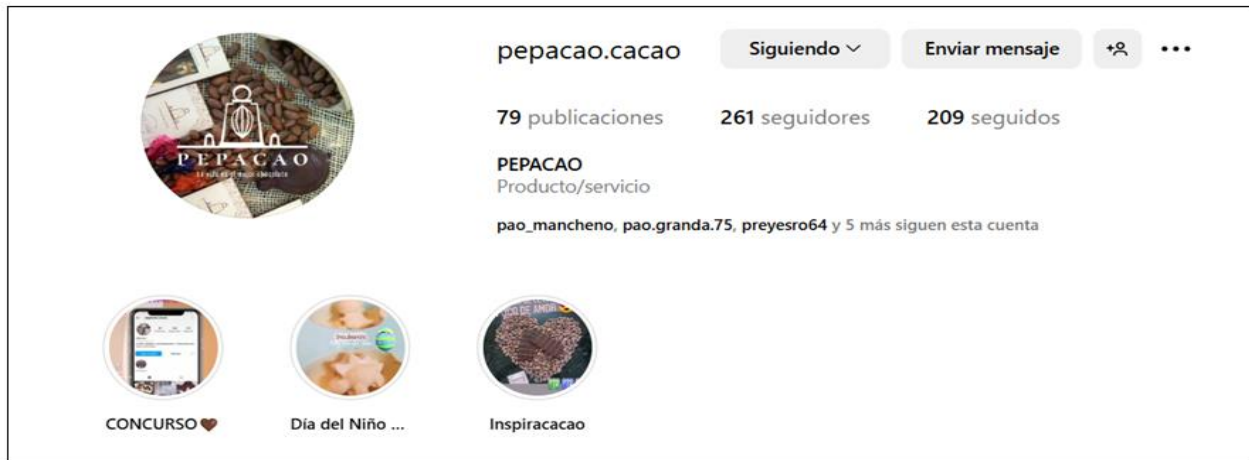 pepacao.cacao Siguiendo Enviar mensaje
79 publicaciones 261 seguidores 209 seguidos
PEPACAO
Producto/servicio
pao_mancheno, pao.granda.75, preyesro64 y 5 más siguen esta cuenta
PEPACAO
CONCURSO🤎 Día del Niño ... Inspiracacao